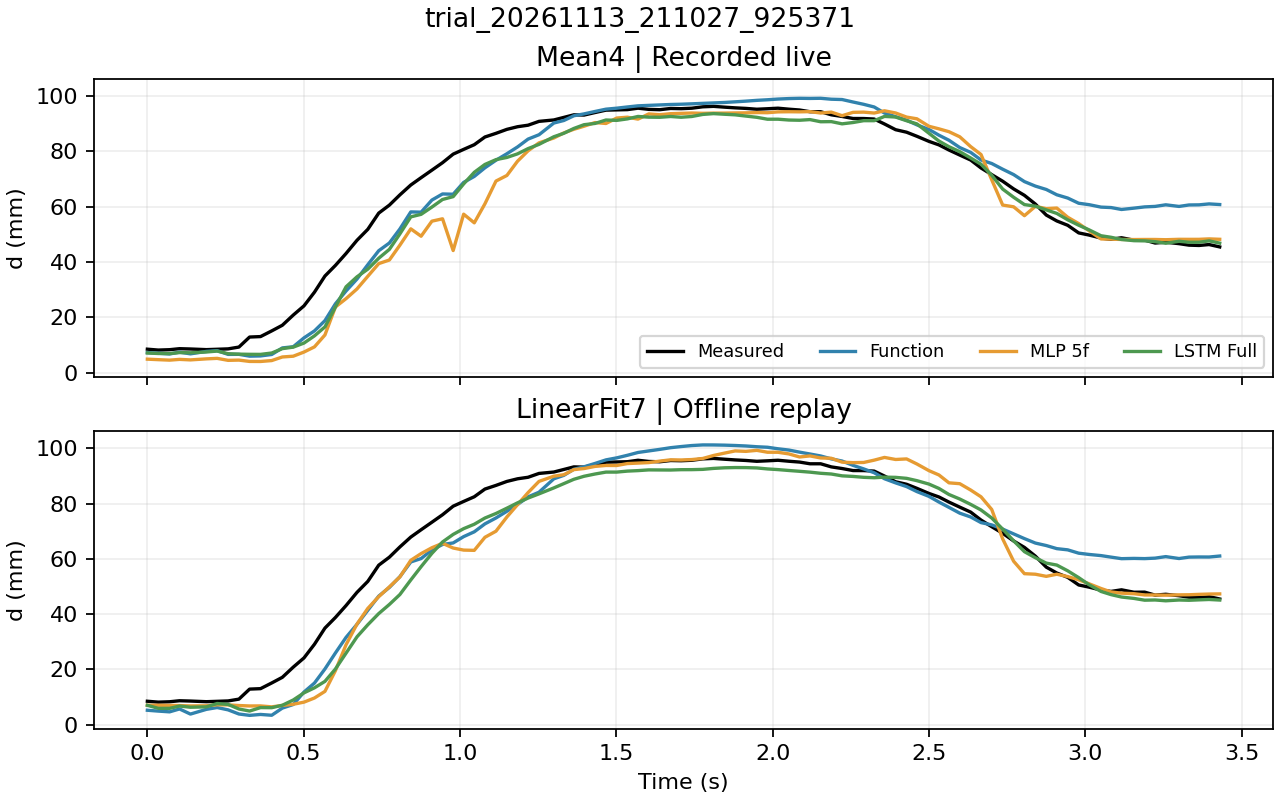 trial_20261113_211027_925371
Mean4 | Recorded live
100
80
60
40
20
0
d (mm)
Measured Function MLP 5f LSTM Full
LinearFit7 | Offline replay
100
80
60
40
20
0
d (mm)
0.0 0.5 1.0 1.5 2.0 2.5 3.0 3.5
Time (s)